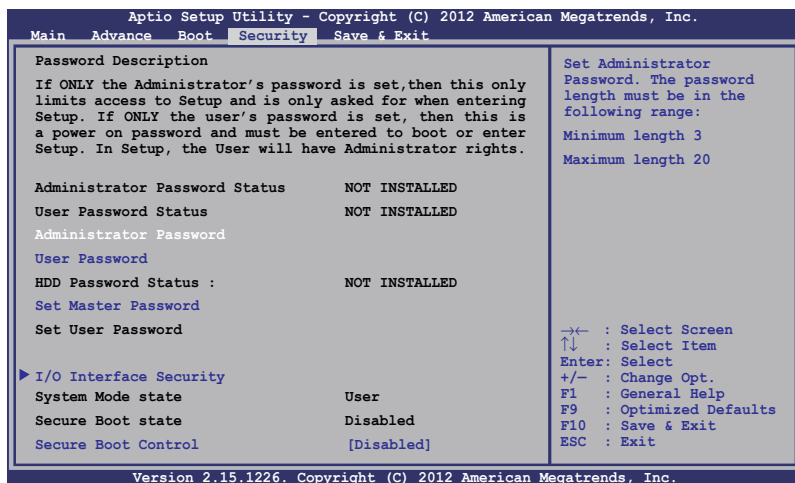 Aptio Setup Utility - Copyright (C) 2012 American Megatrends, Inc.
Main Advance Boot Security Save & Exit
Password Description
If ONLY the Administrator's password is set,then this only
limits access to Setup and is only asked for when entering
Setup. If ONLY the user's password is set, then this is
a power on password and must be entered to boot or enter
Setup. In Setup, the User will have Administrator rights.
Administrator Password Status NOT INSTALLED
User Password Status NOT INSTALLED
Administrator Password
User Password
HDD Password Status : NOT INSTALLED
Set Master Password
Set User Password
I/O Interface Security
System Mode state User
Secure Boot state Disabled
Secure Boot Control [Disabled]
Set Administrator
Password. The password
length must be in the
following range:
Minimum length 3
Maximum length 20
→← : Select Screen
↑↓ : Select Item
Enter: Select
+/— : Change Opt.
F1 : General Help
F9 : Optimized Defaults
F10 : Save & Exit
ESC : Exit
Version 2.15.1226. Copyright (C) 2012 American Megatrends, Inc.